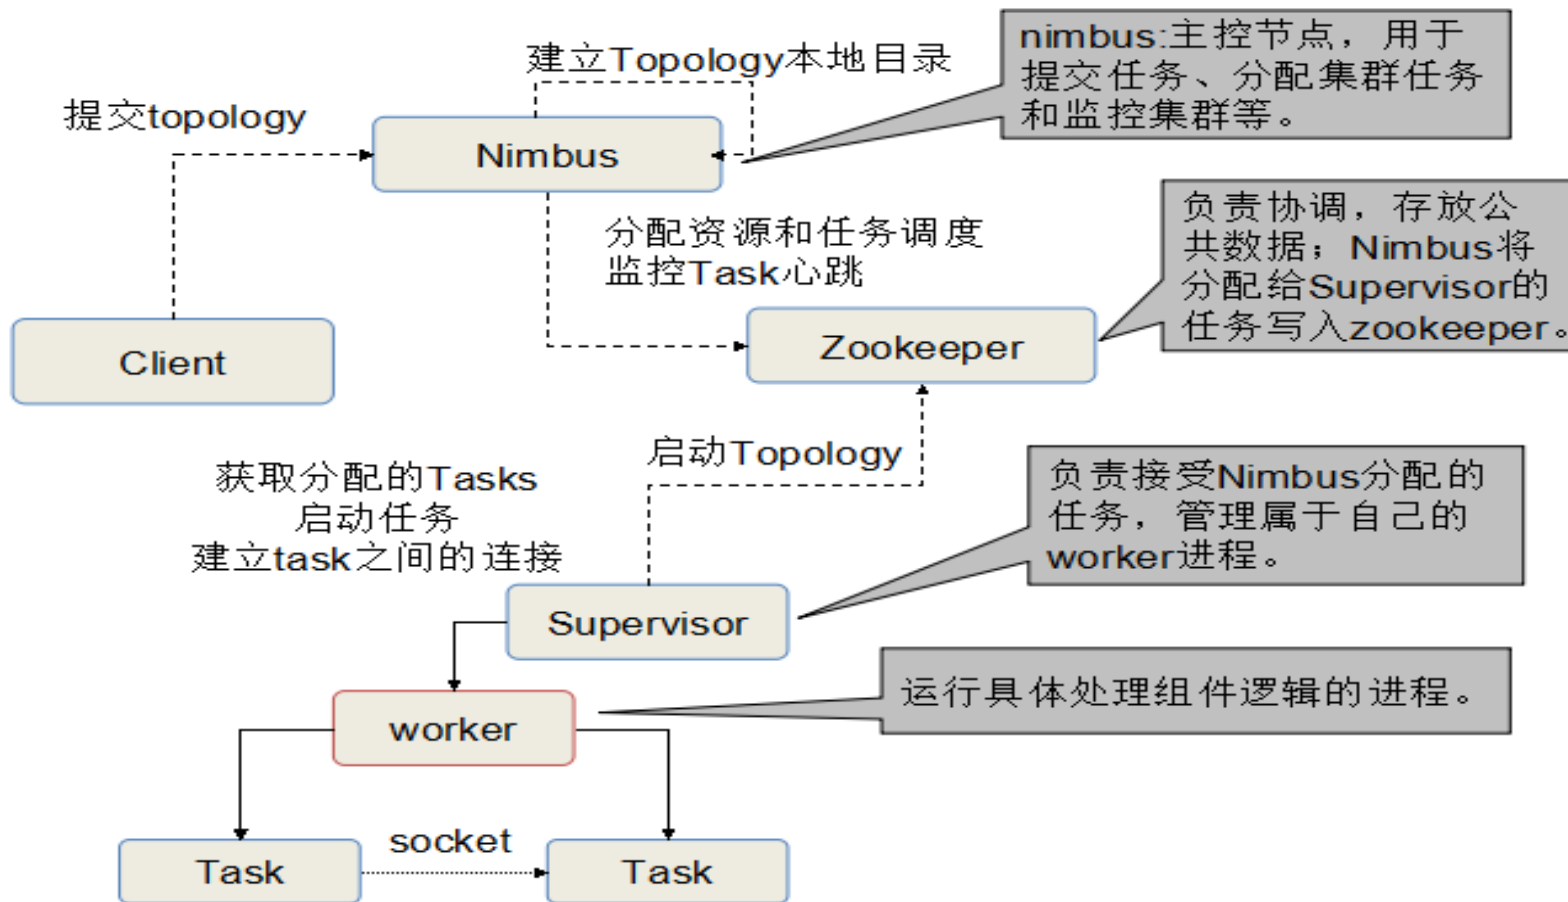 建立Topology本地目录
nimbus:主控节点，用于
提交任务、分配集群任务
和监控集群等。
提交topology
Nimbus
分配资源和任务调度
监控Task心跳
负责协调，存放公
共数据；Nimbus将
分配给Supervisor的
任务写入zookeeper。
Client
Zookeeper
启动Topology
获取分配的Tasks
启动任务
建立task之间的连接
负责接受Nimbus分配的
任务，管理属于自己的
worker进程。
Supervisor
运行具体处理组件逻辑的进程。
worker
socket
Task
Task